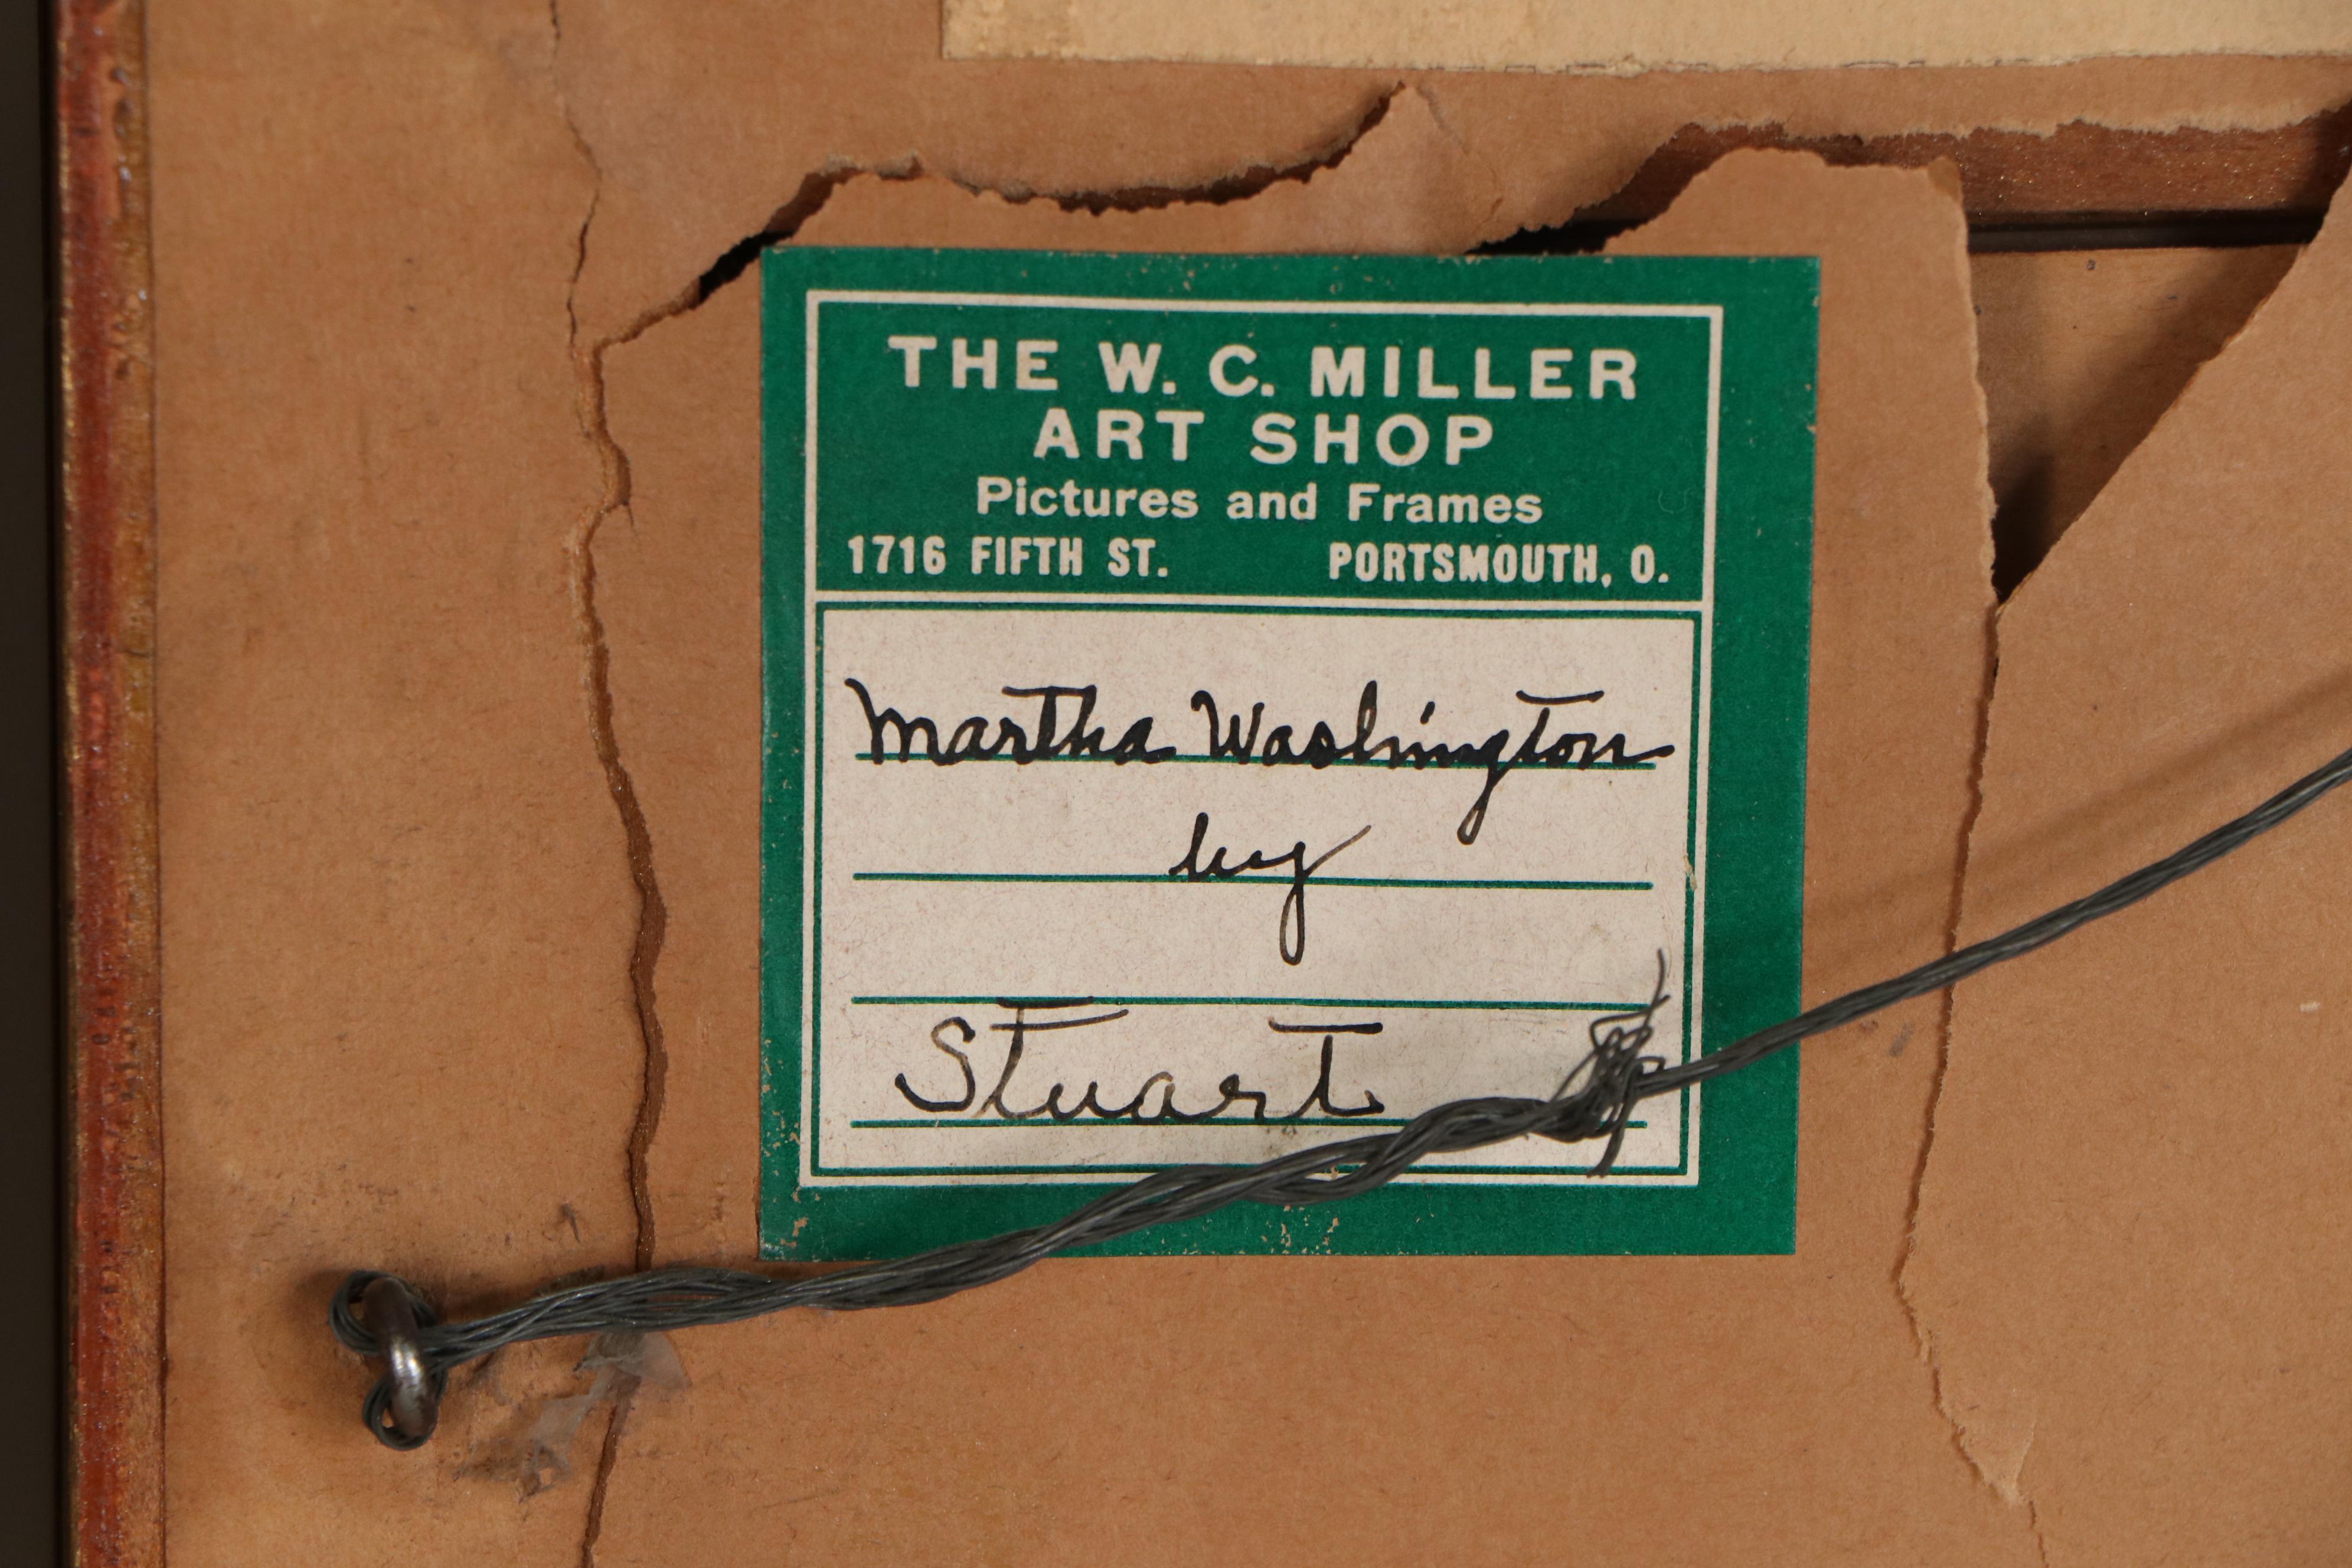 THE W. C. MILLER
ART SHOP
Pictures and Frames
1716 FIFTH ST. PORTSMOUTH, O.
Martha Washington
by
Stuart